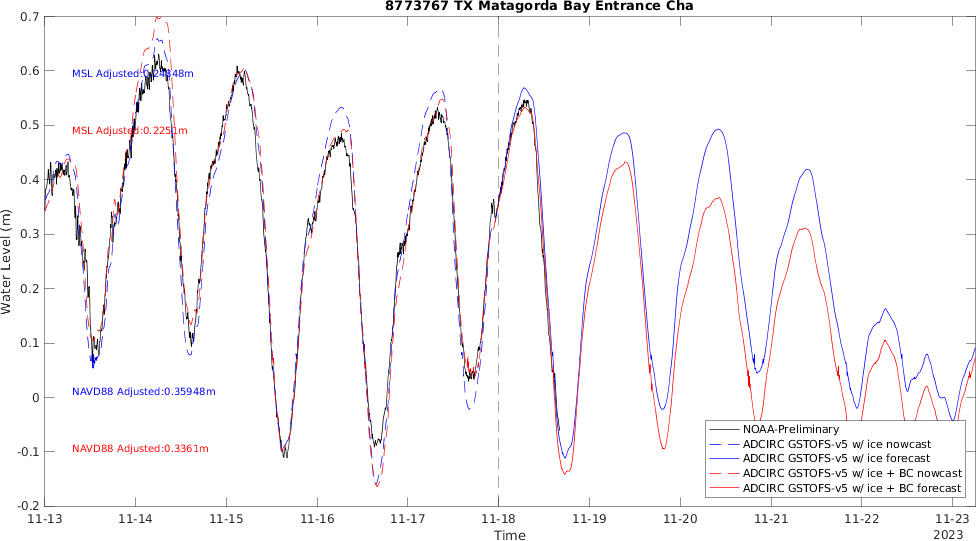 8773767 TX Matagorda Bay Entrance Cha
0.7
0.6
0.5
0.4
0.3
0.2
0.1
0
-0.1
-0.2
Water Level (m)
MSL Adjusted:0.24848m
MSL Adjusted:0.2251m
NAVD88 Adjusted:0.35948m
NAVD88 Adjusted:0.3361m
NOAA-Preliminary
ADCIRC GSTOFS-v5 w/ ice nowcast
ADCIRC GSTOFS-v5 w/ ice forecast
ADCIRC GSTOFS-v5 w/ ice + BC nowcast
ADCIRC GSTOFS-v5 w/ ice + BC forecast
11-13 11-14 11-15 11-16 11-17 11-18 11-19 11-20 11-21 11-22 11-23
Time
2023